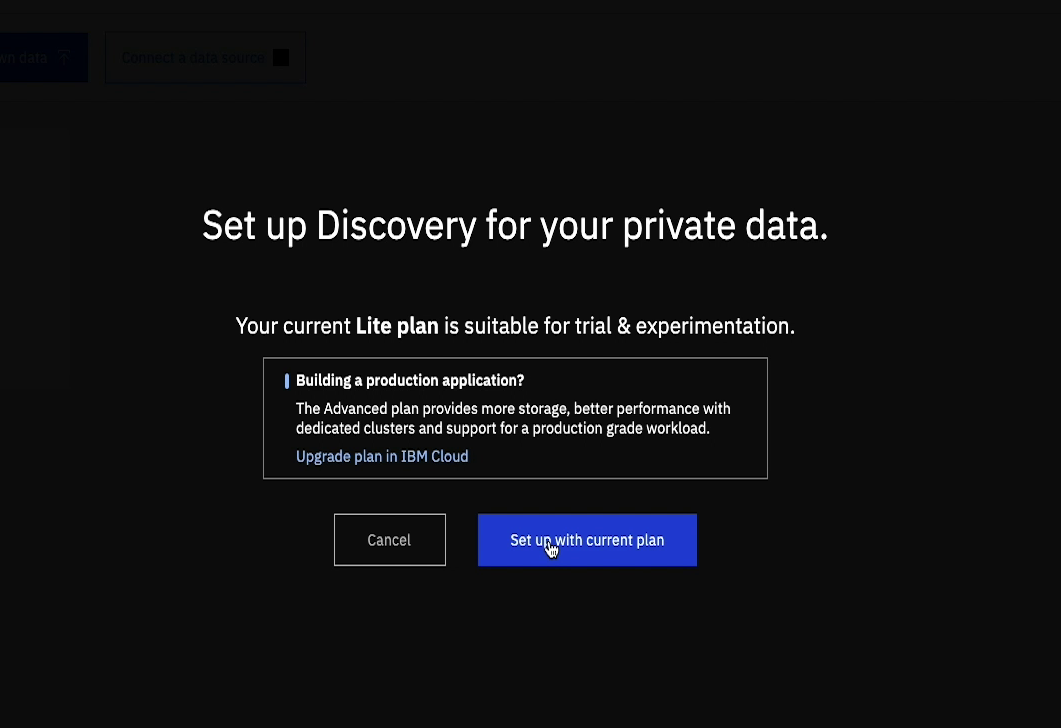 wn data
Connect a data source
Set up Discovery for your private data.
Your current Lite plan is suitable for trial & experimentation.
Building a production application?
The Advanced plan provides more storage, better performance with
dedicated clusters and support for a production grade workload.
Upgrade plan in IBM Cloud
Cancel
Set up with current plan